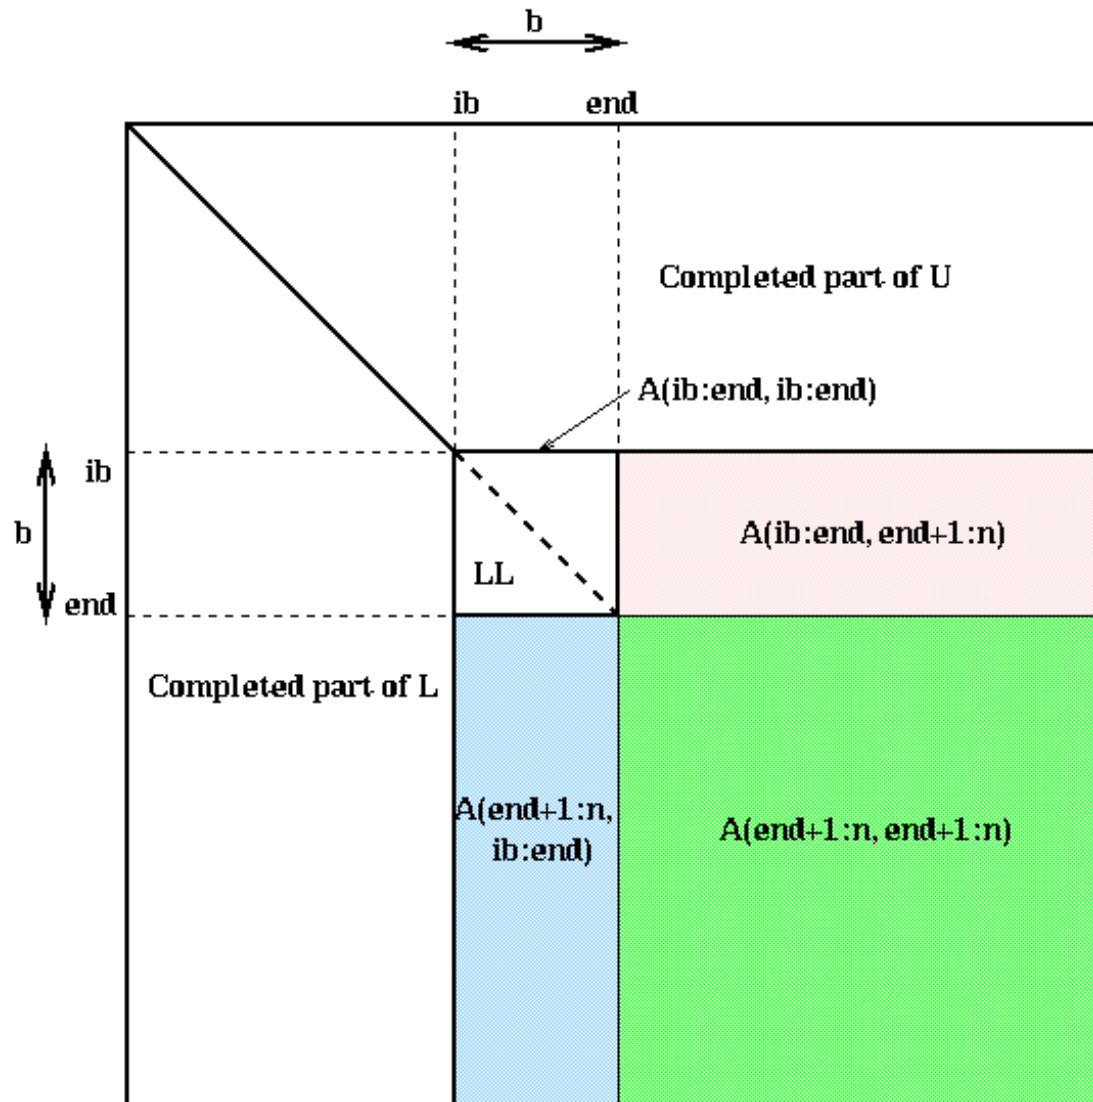 b
ib
end
Completed part of U
A(ib:end, ib:end)
ib
b
A(ib:end, end+1:n)
LL
end
Completed part of L
A(end+1:n,
ib:end)
A(end+1:n, end+1:n)